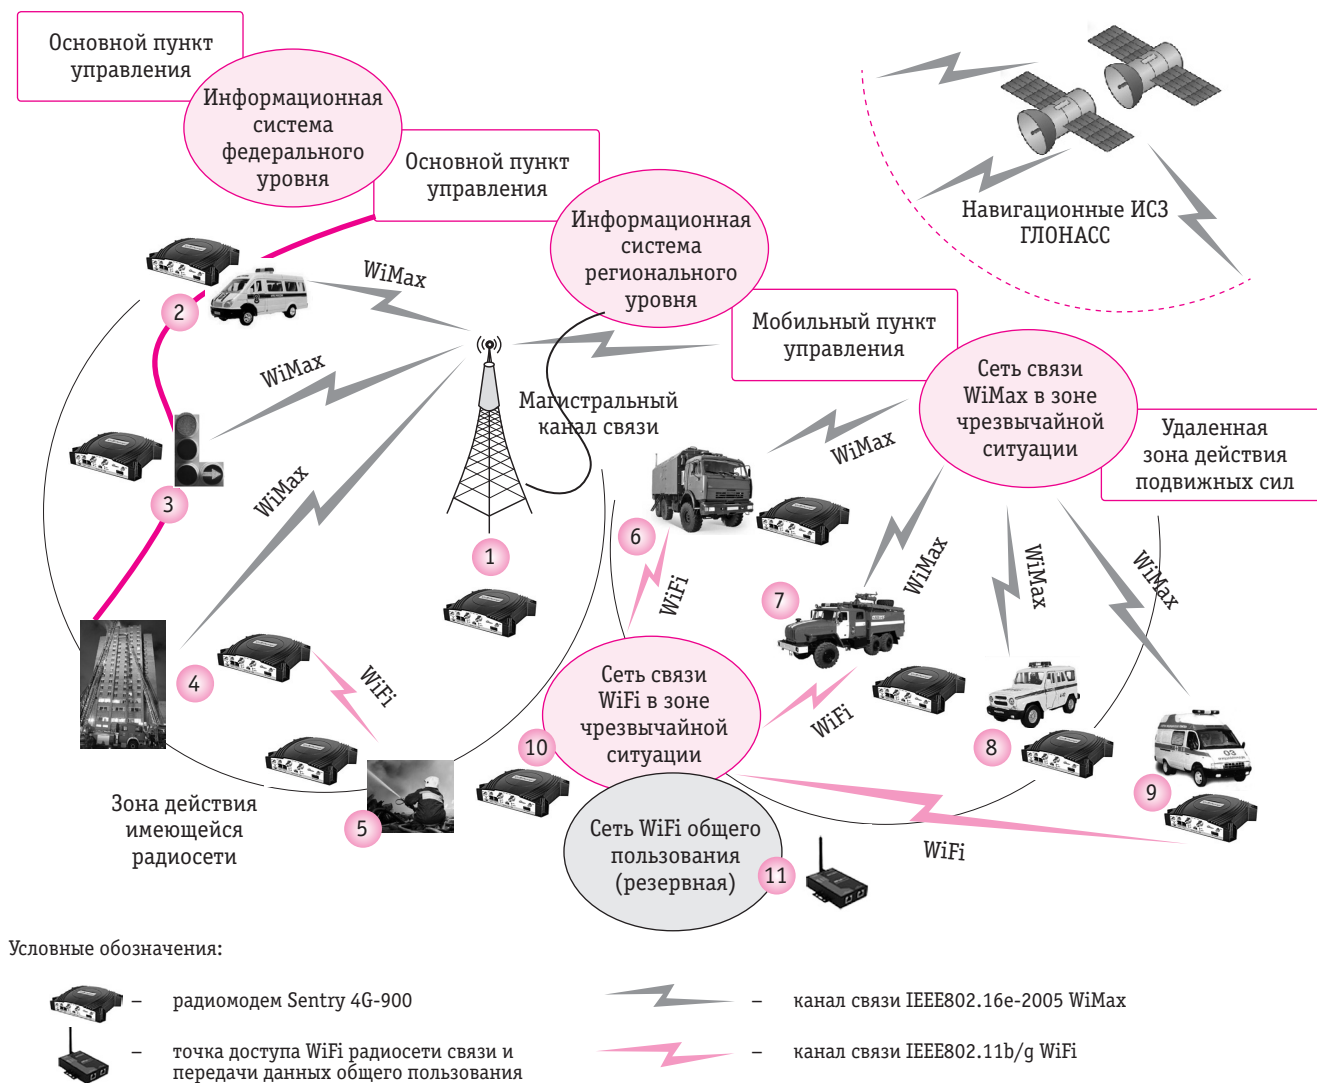 Основной пункт
управления
Информационная
система
федерального
уровня
Основной пункт
управления
Информационная
система
регионального
уровня
Навигационные ИСЗ
ГЛОНАСС
Мобильный пункт
управления
Сеть связи
WiMax в зоне
чрезвычайной
ситуации
Удаленная
зона действия
подвижных сил
WiMax
2
WiMax
WiMax
Магистральный
канал связи
3
WiMax
1
6
WiFi
WiMax
7
WiMax
WiMax
WiMax
4
WiFi
Сеть связи
WiFi в зоне
чрезвычайной
ситуации
WiFi
10
8
9
Зона действия
имеющейся
радиосети
5
Сеть WiFi общего
пользования
(резервная)
11
WiFi
03
Условные обозначения:
– радиомодем Sentry 4G-900
– канал связи IEEE802.16e-2005 WiMax
– точка доступа WiFi радиосети связи и
передачи данных общего пользования
– канал связи IEEE802.11b/g WiFi